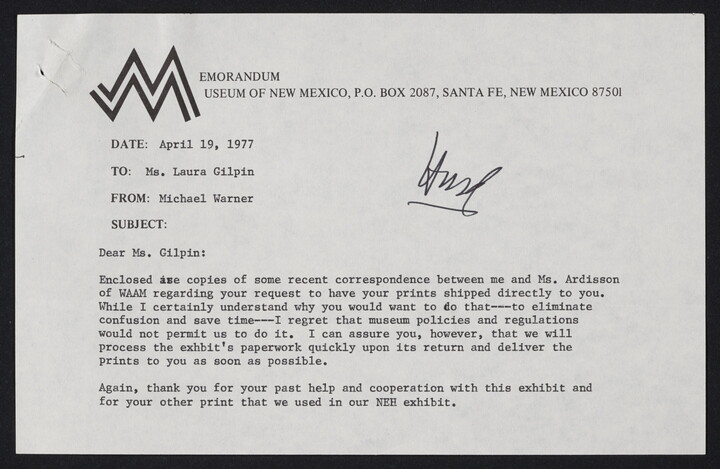 MEMORANDUM
MUSEUM OF NEW MEXICO, P.O. BOX 2087, SANTA FE, NEW MEXICO 87501
DATE: April 19, 1977
TO: Ms. Laura Gilpin
FROM: Michael Warner
SUBJECT:
Dear Ms. Gilpin:
Enclosed are copies of some recent correspondence between me and Ms. Ardisson
of WAAM regarding your request to have your prints shipped directly to you.
While I certainly understand why you would want to do that---to eliminate
confusion and save time---I regret that museum policies and regulations
would not permit us to do it. I can assure you, however, that we will
process the exhbit's paperwork quickly upon its return and deliver the
prints to you as soon as possible.
Again, thank you for your past help and cooperation with this exhibit and
for your other print that we used in our NEH exhibit.